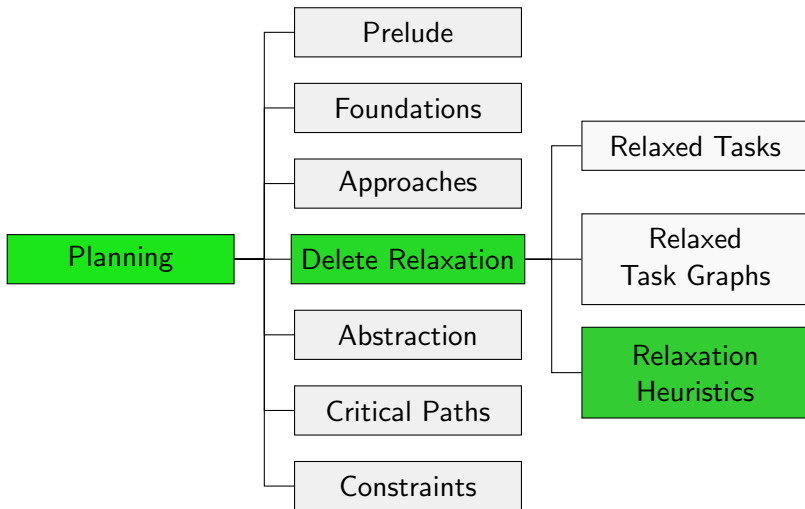 Planning
Prelude
Foundations
Approaches
Delete Relaxation
Abstraction
Critical Paths
Constraints
Relaxed Tasks
Relaxed
Task Graphs
Relaxation
Heuristics